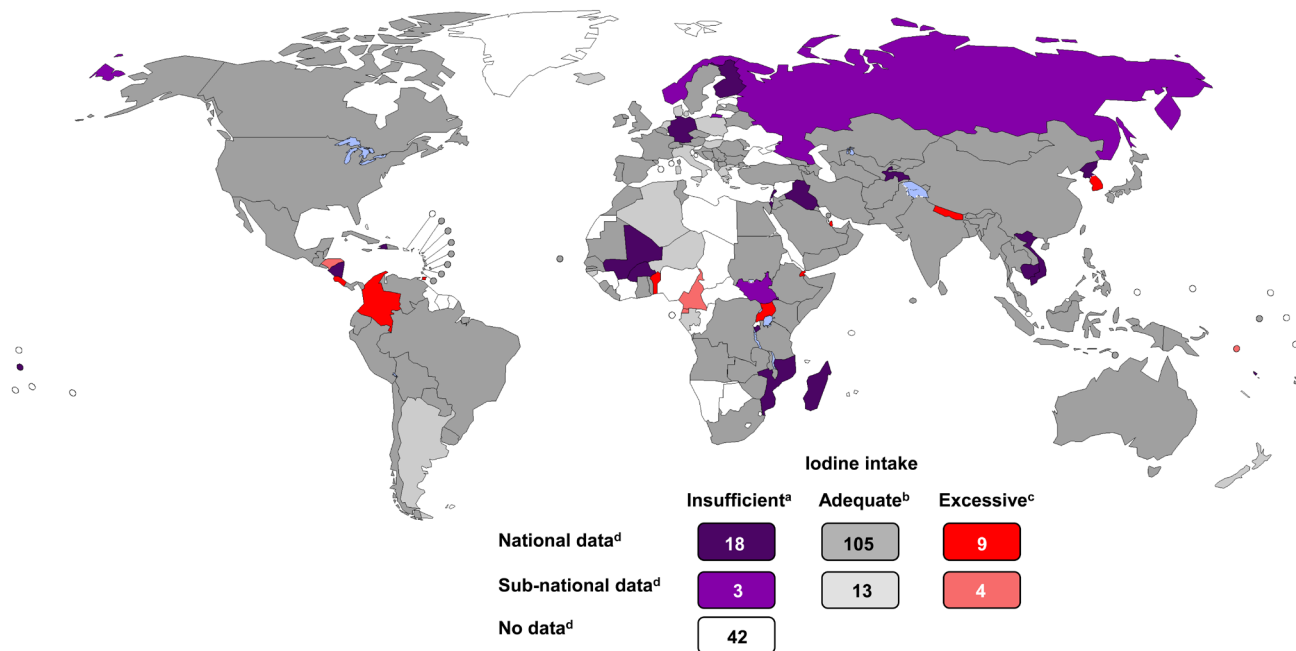 Iodine intake
Insufficientᵃ Adequateᵇ Excessiveᶜ
National dataᵈ 18 105 9
Sub-national dataᵈ 3 13 4
No dataᵈ 42